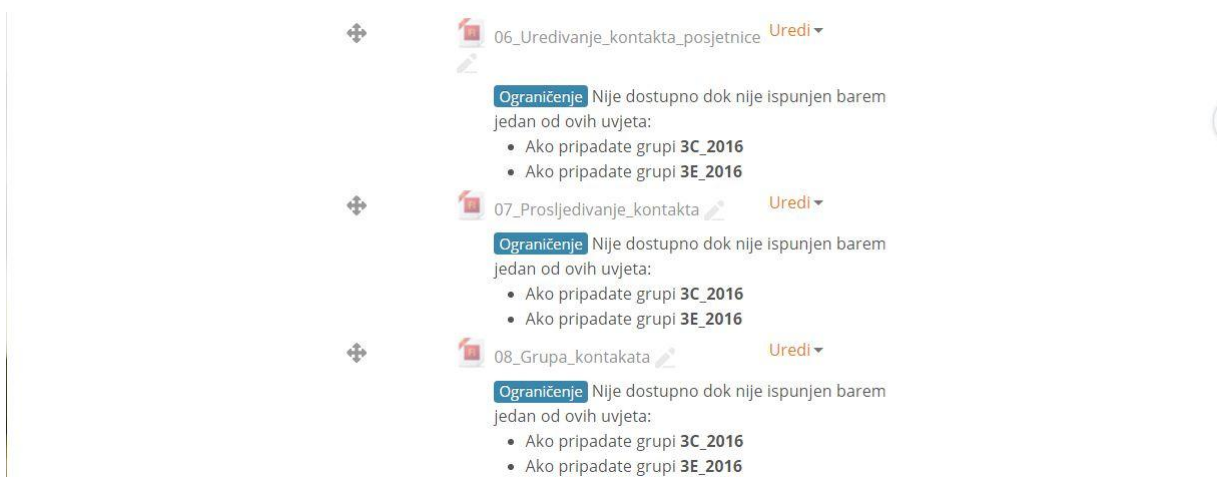 06_Uredivanje_kontakta_posjetnice Uredi
Ograničenje Nije dostupno dok nije ispunjen barem
jedan od ovih uvjeta:
• Ako pripadate grupi 3C_2016
• Ako pripadate grupi 3E_2016
07_Prosljedivanje_kontakta Uredi
Ograničenje Nije dostupno dok nije ispunjen barem
jedan od ovih uvjeta:
• Ako pripadate grupi 3C_2016
• Ako pripadate grupi 3E_2016
08_Grupa_kontakata Uredi
Ograničenje Nije dostupno dok nije ispunjen barem
jedan od ovih uvjeta:
• Ako pripadate grupi 3C_2016
• Ako pripadate grupi 3E_2016